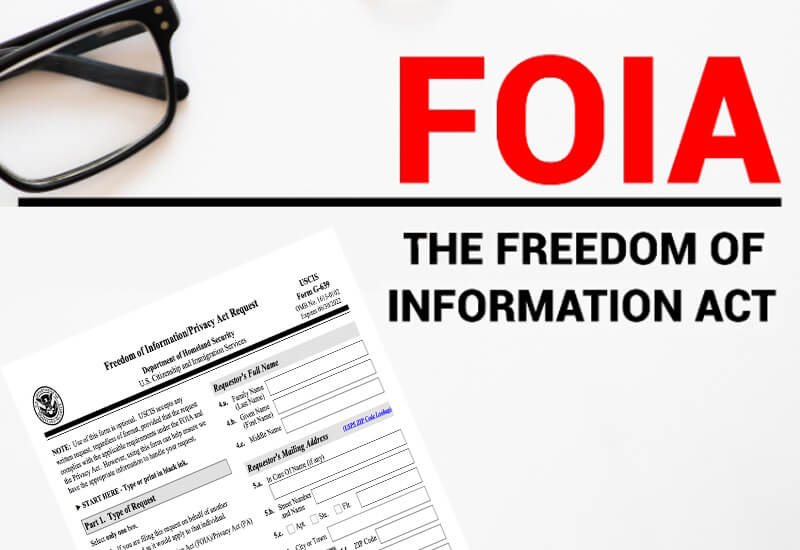 FOIA
THE FREEDOM OF
INFORMATION ACT
Freedom of Information/Privacy Act Request
Department of Homeland Security
U.S. Citizenship and Immigration Services
USCIS
Form G-639
OMB No. 1615-0102
Expires 06/30/2022
NOTE: Use of this form is optional. USCIS accepts any
written request, regardless of format, provided that the request
complies with the applicable requirements under the FOIA and
the Privacy Act. However, using this form can help ensure we
have the appropriate information to handle your request.
► START HERE - Type or print in black ink.
Part 1. Type of Request
Select only one box.
If you are filing this request on behalf of another
as it would apply to that individual.
Act (FOIA)/Privacy Act (PA)
Requestor's Full Name
4.a. Family Name
(Last Name)
4.b. Given Name
(First Name)
4.c. Middle Name
Requestor's Mailing Address
(USPS ZIP Code Lookup)
5.a. In Care Of Name (if any)
5.b. Street Number
and Name
5.c. Apt. Ste. Flr.
City or Town
ZIP Code